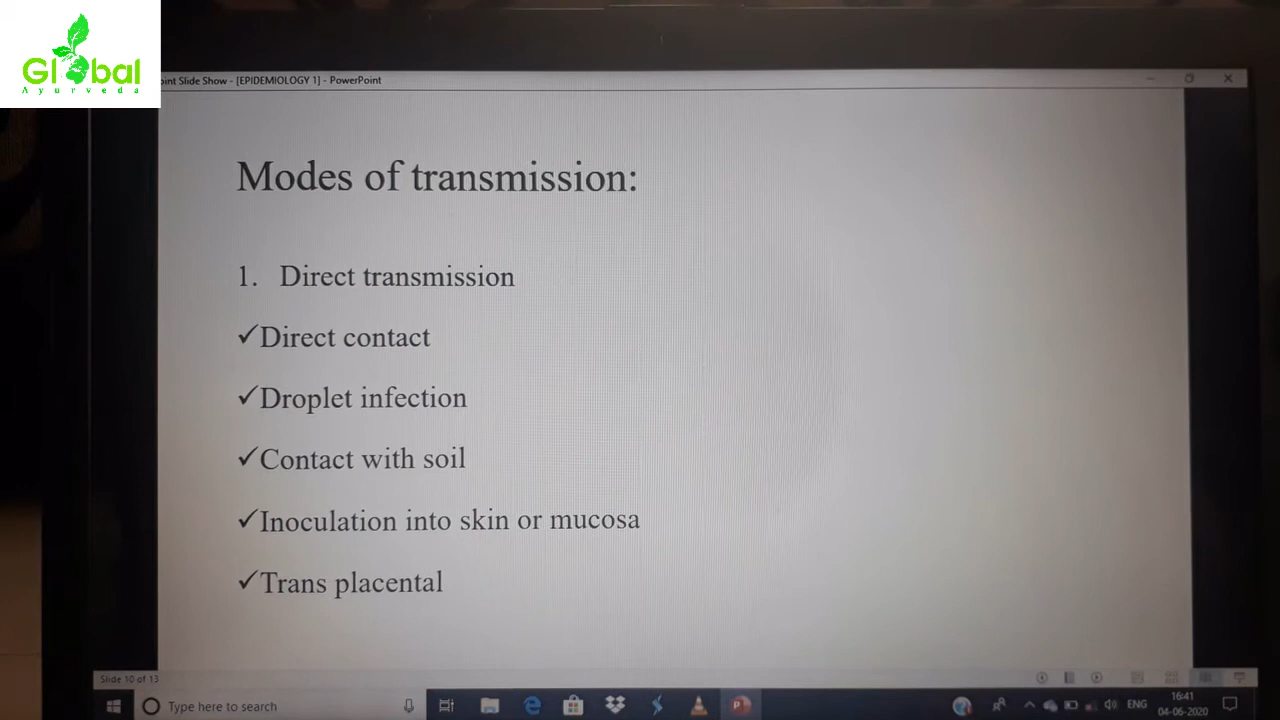 Global
Ayurveda
int Slide Show - [EPIDEMIOLOGY 1] - PowerPoint
Modes of transmission:
1. Direct transmission
✓Direct contact
✓Droplet infection
✓Contact with soil
✓Inoculation into skin or mucosa
✓Trans placental
Slide 10 of 13
Type here to search
ENG
16:41
04-06-2020